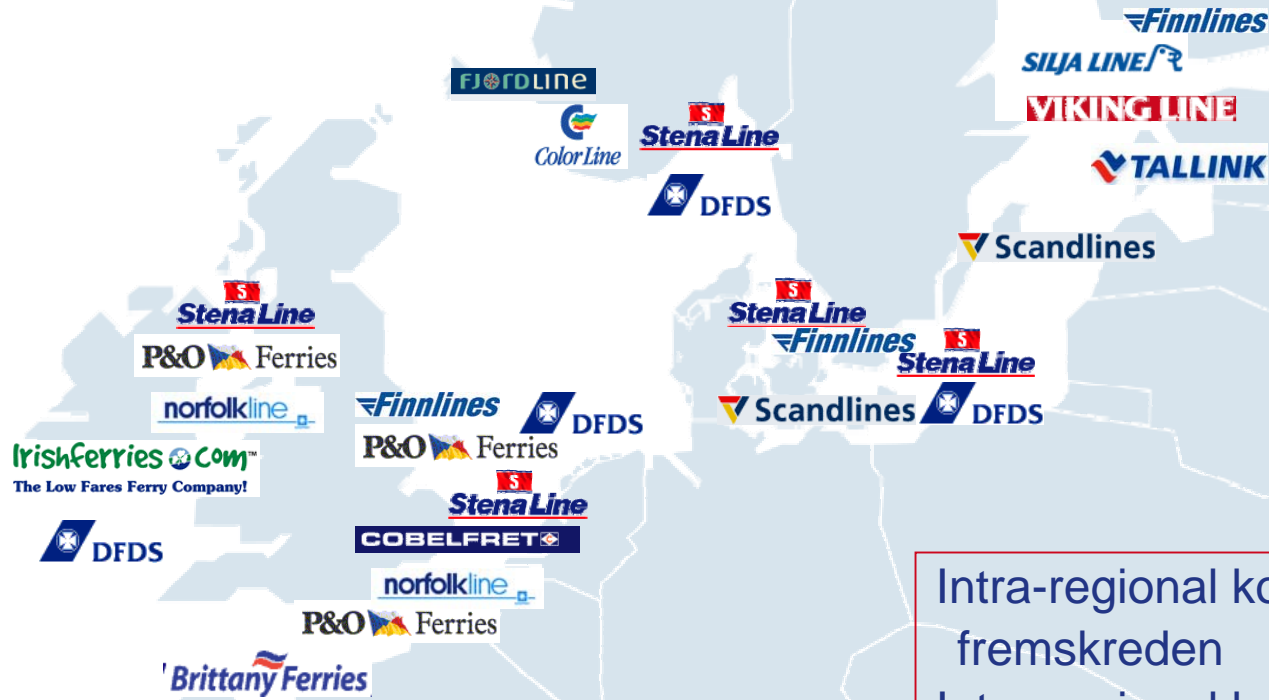 Finnlines
SILJA LINE
VIKING LINE
TALLINK
FJORDLINE
Color Line
S
Stena Line
DFDS
Scandlines
S
Stena Line
P&O Ferries
norfolkline
Irishferries.com™
The Low Fares Ferry Company!
DFDS
S
Stena Line
Finnlines
S
Stena Line
Scandlines
DFDS
Finnlines
DFDS
P&O Ferries
S
Stena Line
COBELFRET
norfolkline
P&O Ferries
Brittany Ferries
Intra-regional
fremskreden